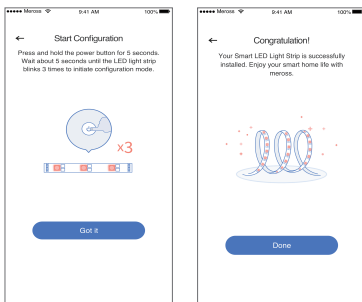 Meross 9:41 AM 100%
Start Configuration
Press and hold the power button for 5 seconds.
Wait about 5 seconds until the LED light strip
blinks 3 times to initiate configuration mode.
x3
Got it
Meross 9:41 AM 100%
Congratulation!
Your Smart LED Light Strip is successfully
installed. Enjoy your smart home life with
meross.
Done